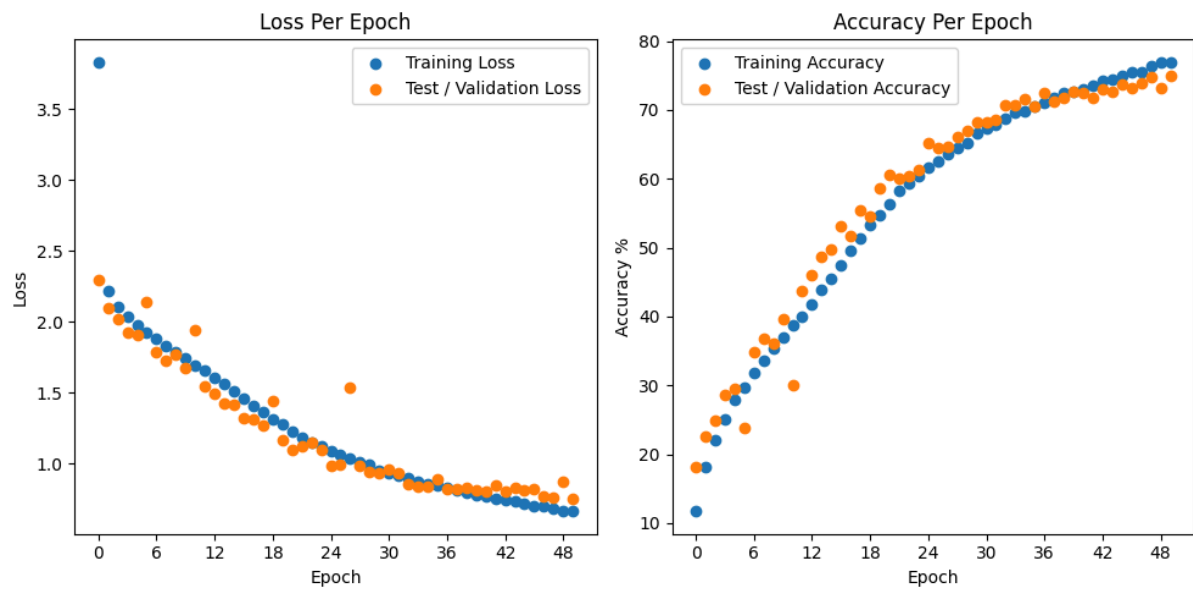 Loss Per Epoch
Training Loss
Test / Validation Loss
3.5
3.0
2.5
2.0
1.5
1.0
Loss
0 6 12 18 24 30 36 42 48
Epoch
Accuracy Per Epoch
Training Accuracy
Test / Validation Accuracy
80
70
60
50
40
30
20
10
Accuracy %
0 6 12 18 24 30 36 42 48
Epoch